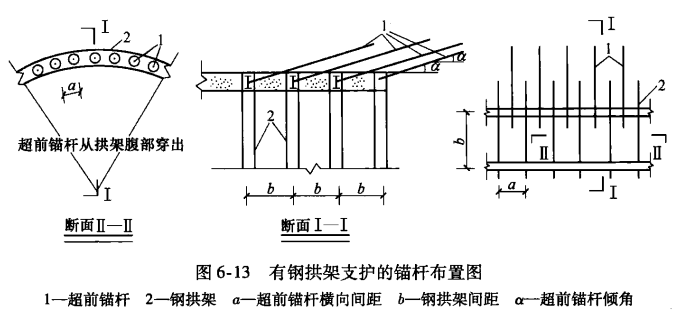 I
2
1
a
超前锚杆从拱架腹部穿出
I
断面Ⅱ—Ⅱ
1
α
α
I
I
I
2
b
b
b
断面Ⅰ—Ⅰ
I
1
2
b
Ⅱ
Ⅱ
a
I
图 6-13 有钢拱架支护的锚杆布置图
1—超前锚杆 2—钢拱架 a—超前锚杆横向间距 b—钢拱架间距 α—超前锚杆倾角